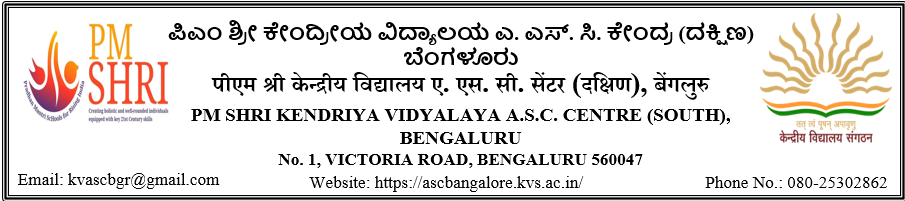 ಪಿಎಂ ಶ್ರೀ ಕೇಂದ್ರೀಯ ವಿದ್ಯಾಲಯ ಎ. ಎಸ್. ಸಿ. ಕೇಂದ್ರ (ದಕ್ಷಿಣ)
ಬೆಂಗಳೂರು
पीएम श्री केन्द्रीय विद्यालय ए. एस. सी. सेंटर (दक्षिण), बेंगलुरु
PM SHRI KENDRIYA VIDYALAYA A.S.C. CENTRE (SOUTH),
BENGALURU
No. 1, VICTORIA ROAD, BENGALURU 560047
Email: kvascbgr@gmail.com
Website: https://ascbangalore.kvs.ac.in/
Phone No.: 080-25302862
PM
SHRI
Creating holistic and well-rounded individuals
equipped with key 21st Century skills
Pradhan Mantri Schools for Rising India
तत् त्वं पूषन् अपावृणु
केन्द्रीय विद्यालय संगठन